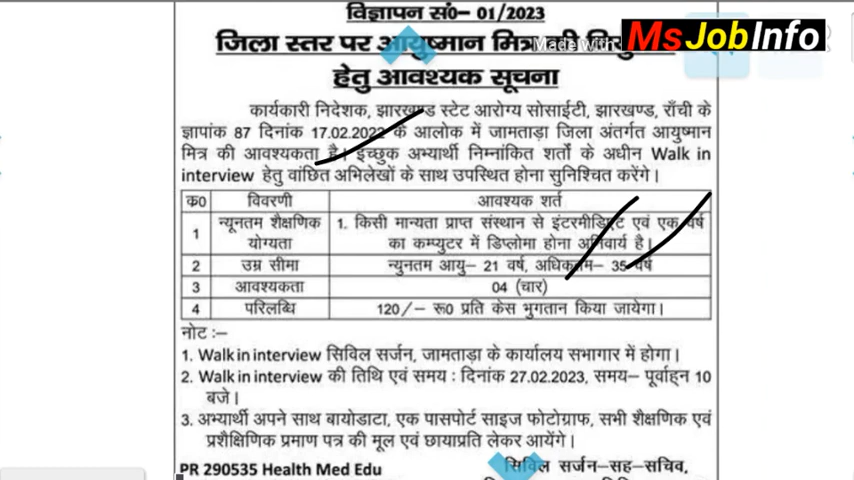 विज्ञापन सं0– 01/2023
Made with
MsJobInfo
जिला स्तर पर आयुष्मान मित्र
हेतु आवश्यक सूचना
कार्यकारी निदेशक, झारखण्ड स्टेट आरोग्य सोसाईटी, झारखण्ड, राँची के
ज्ञापांक 87 दिनांक 17.02.2022 के आलोक में जामताड़ा जिला अंतर्गत आयुष्मान
मित्र की आवश्यकता है। इच्छुक अभ्यार्थी निम्नांकित शर्तों के अधीन Walk in
interview हेतु वांछित अभिलेखों के साथ उपस्थित होना सुनिश्चित करेंगे।
क0 विवरणी आवश्यक शर्त
1 न्यूनतम शैक्षणिक योग्यता 1. किसी मान्यता प्राप्त संस्थान से इंटरमीडिएट एवं एक वर्ष
का कम्पुटर में डिप्लोमा होना अनिवार्य है।
2 उम्र सीमा न्युनतम आयु– 21 वर्ष, अधिकतम– 35 वर्ष
3 आवश्यकता 04 (चार)
4 परिलब्धि 120/– रू0 प्रति केस भुगतान किया जायेगा।
नोट :–
1. Walk in interview सिविल सर्जन, जामताड़ा के कार्यालय सभागार में होगा।
2. Walk in interview की तिथि एवं समय : दिनांक 27.02.2023, समय– पूर्वाह्न 10
बजे।
3. अभ्यार्थी अपने साथ बायोडाटा, एक पासपोर्ट साइज फोटोग्राफ, सभी शैक्षणिक एवं
प्रशैक्षिणिक प्रमाण पत्र की मूल एवं छायाप्रति लेकर आयेंगे।
PR 290535 Health Med Edu
सिविल सर्जन-सह-सचिव,